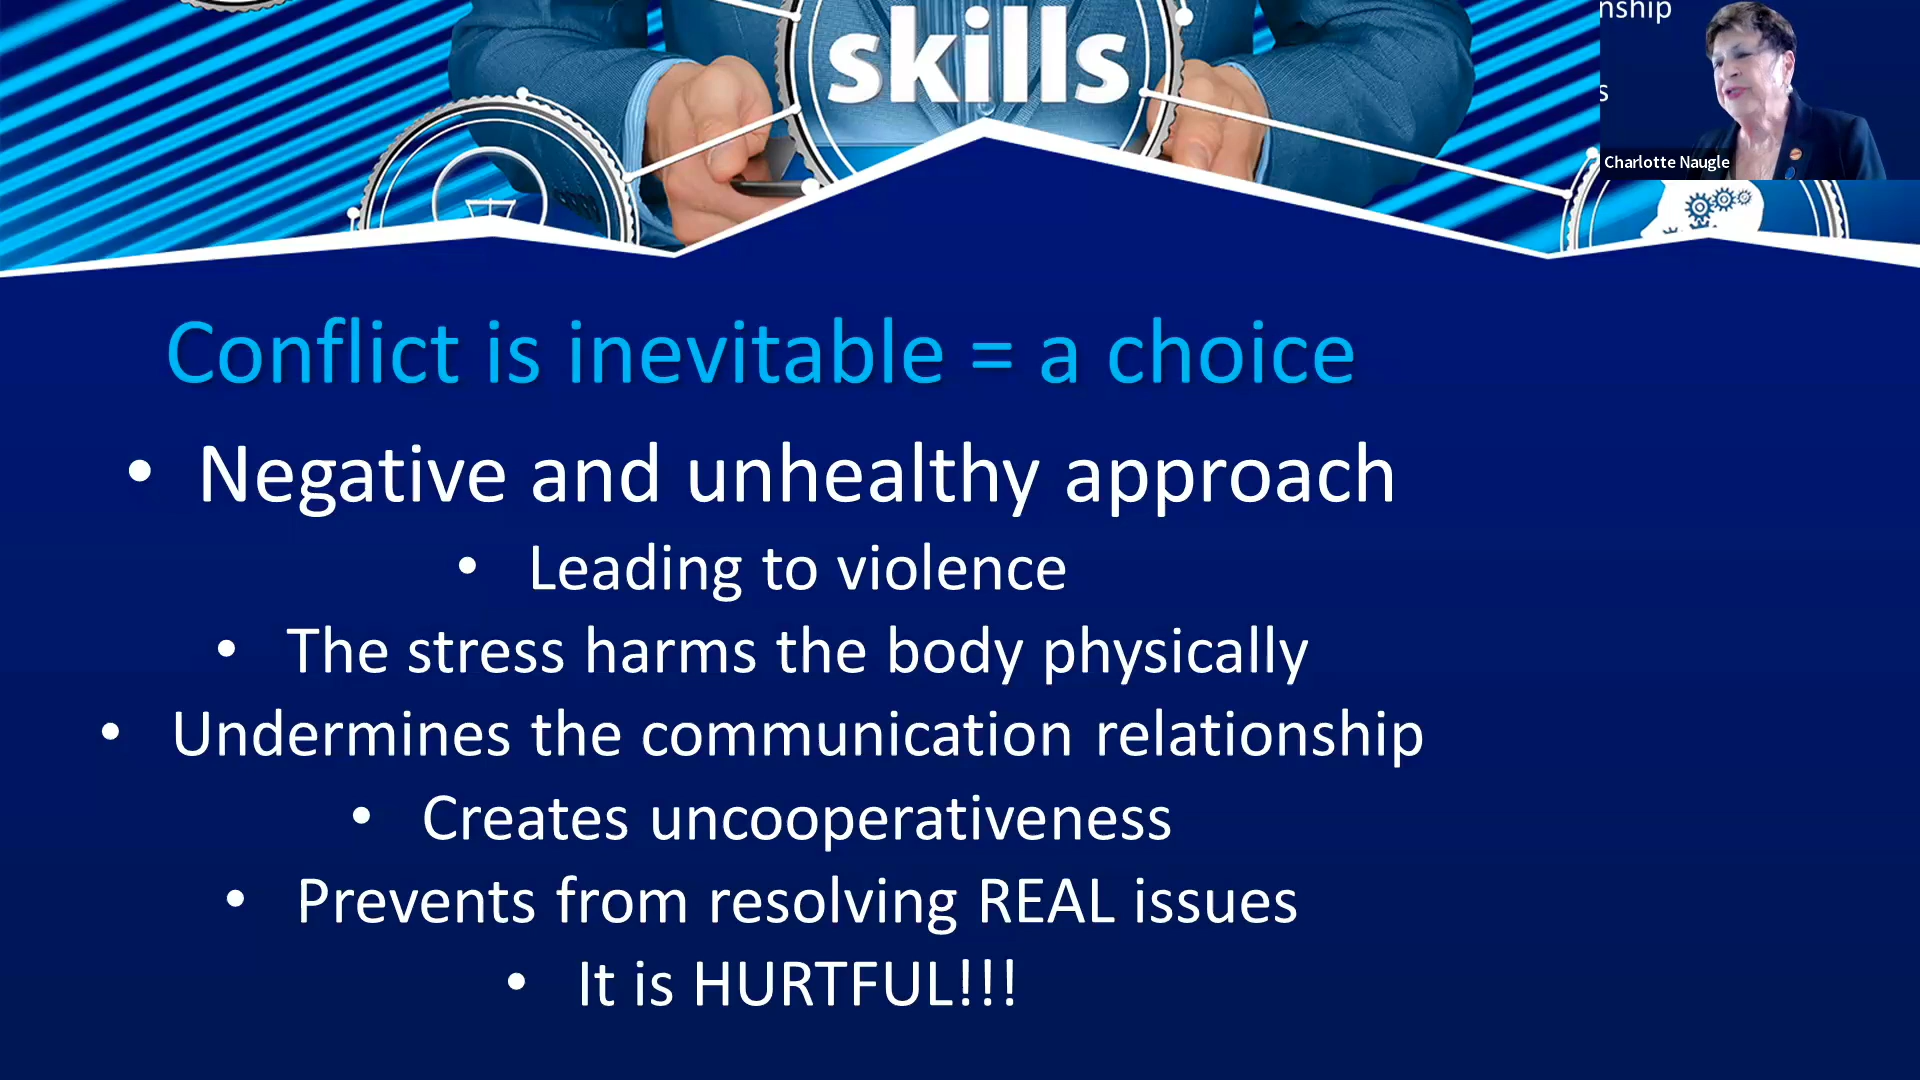 skills
nship
s
Charlotte Naugle
Conflict is inevitable = a choice
• Negative and unhealthy approach
• Leading to violence
• The stress harms the body physically
• Undermines the communication relationship
• Creates uncooperativeness
• Prevents from resolving REAL issues
• It is HURTFUL!!!